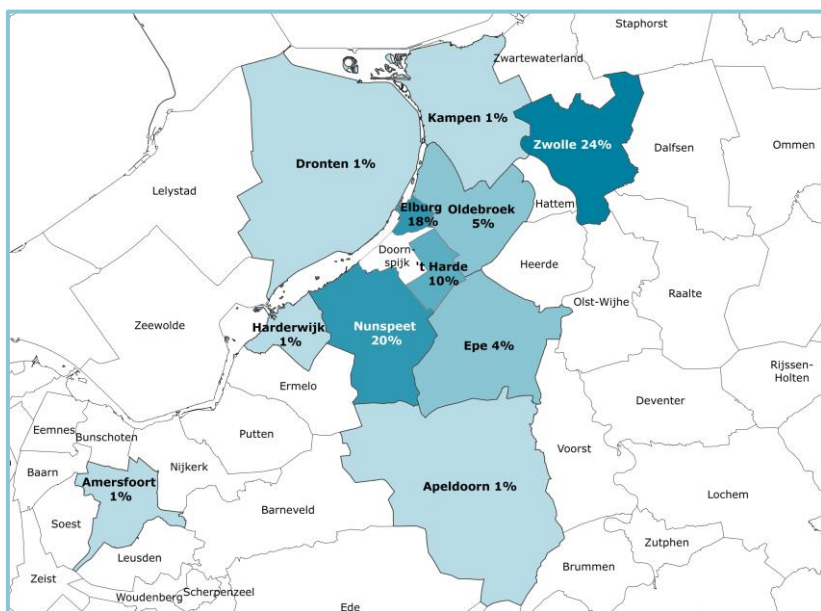 Staphorst
Zwartewaterland
Kampen 1%
Zwolle 24%
Dalfsen
Ommen
Dronten 1%
Lelystad
Elburg
18%
Oldebroek
5%
Hattem
Doorn-
spijk
't Harde
10%
Heerde
Olst-Wijhe
Raalte
Zeewolde
Harderwijk
1%
Nunspeet
20%
Epe 4%
Rijssen-
Holten
Ermelo
Deventer
Eemnes
Bunschoten
Putten
Baarn
Nijkerk
Voorst
Amersfoort
1%
Apeldoorn 1%
Lochem
Barneveld
Soest
Leusden
Zutphen
Brummen
Zeist
Woudenberg
Scherpenzeel
Ede